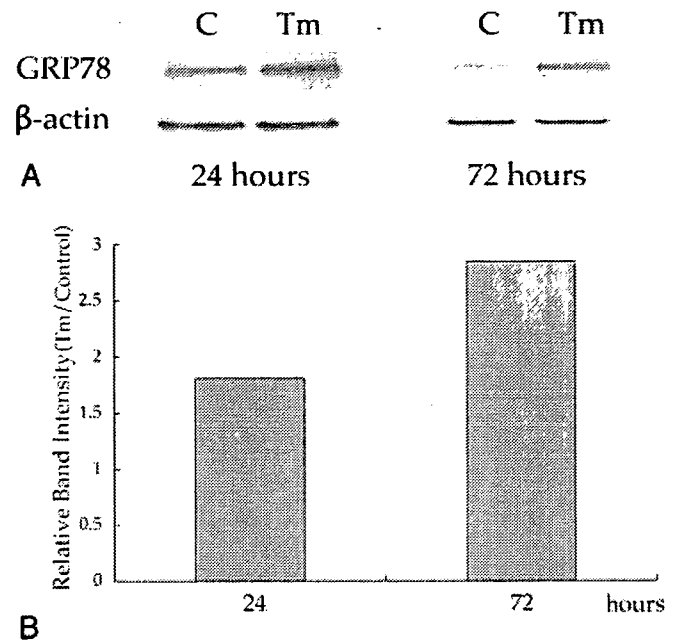 C Tm C Tm
GRP78
β-actin
A 24 hours 72 hours
Relative Band Intensity(Tm/Control)
3
2.5
2
1.5
1
0.5
0
24 72 hours
B